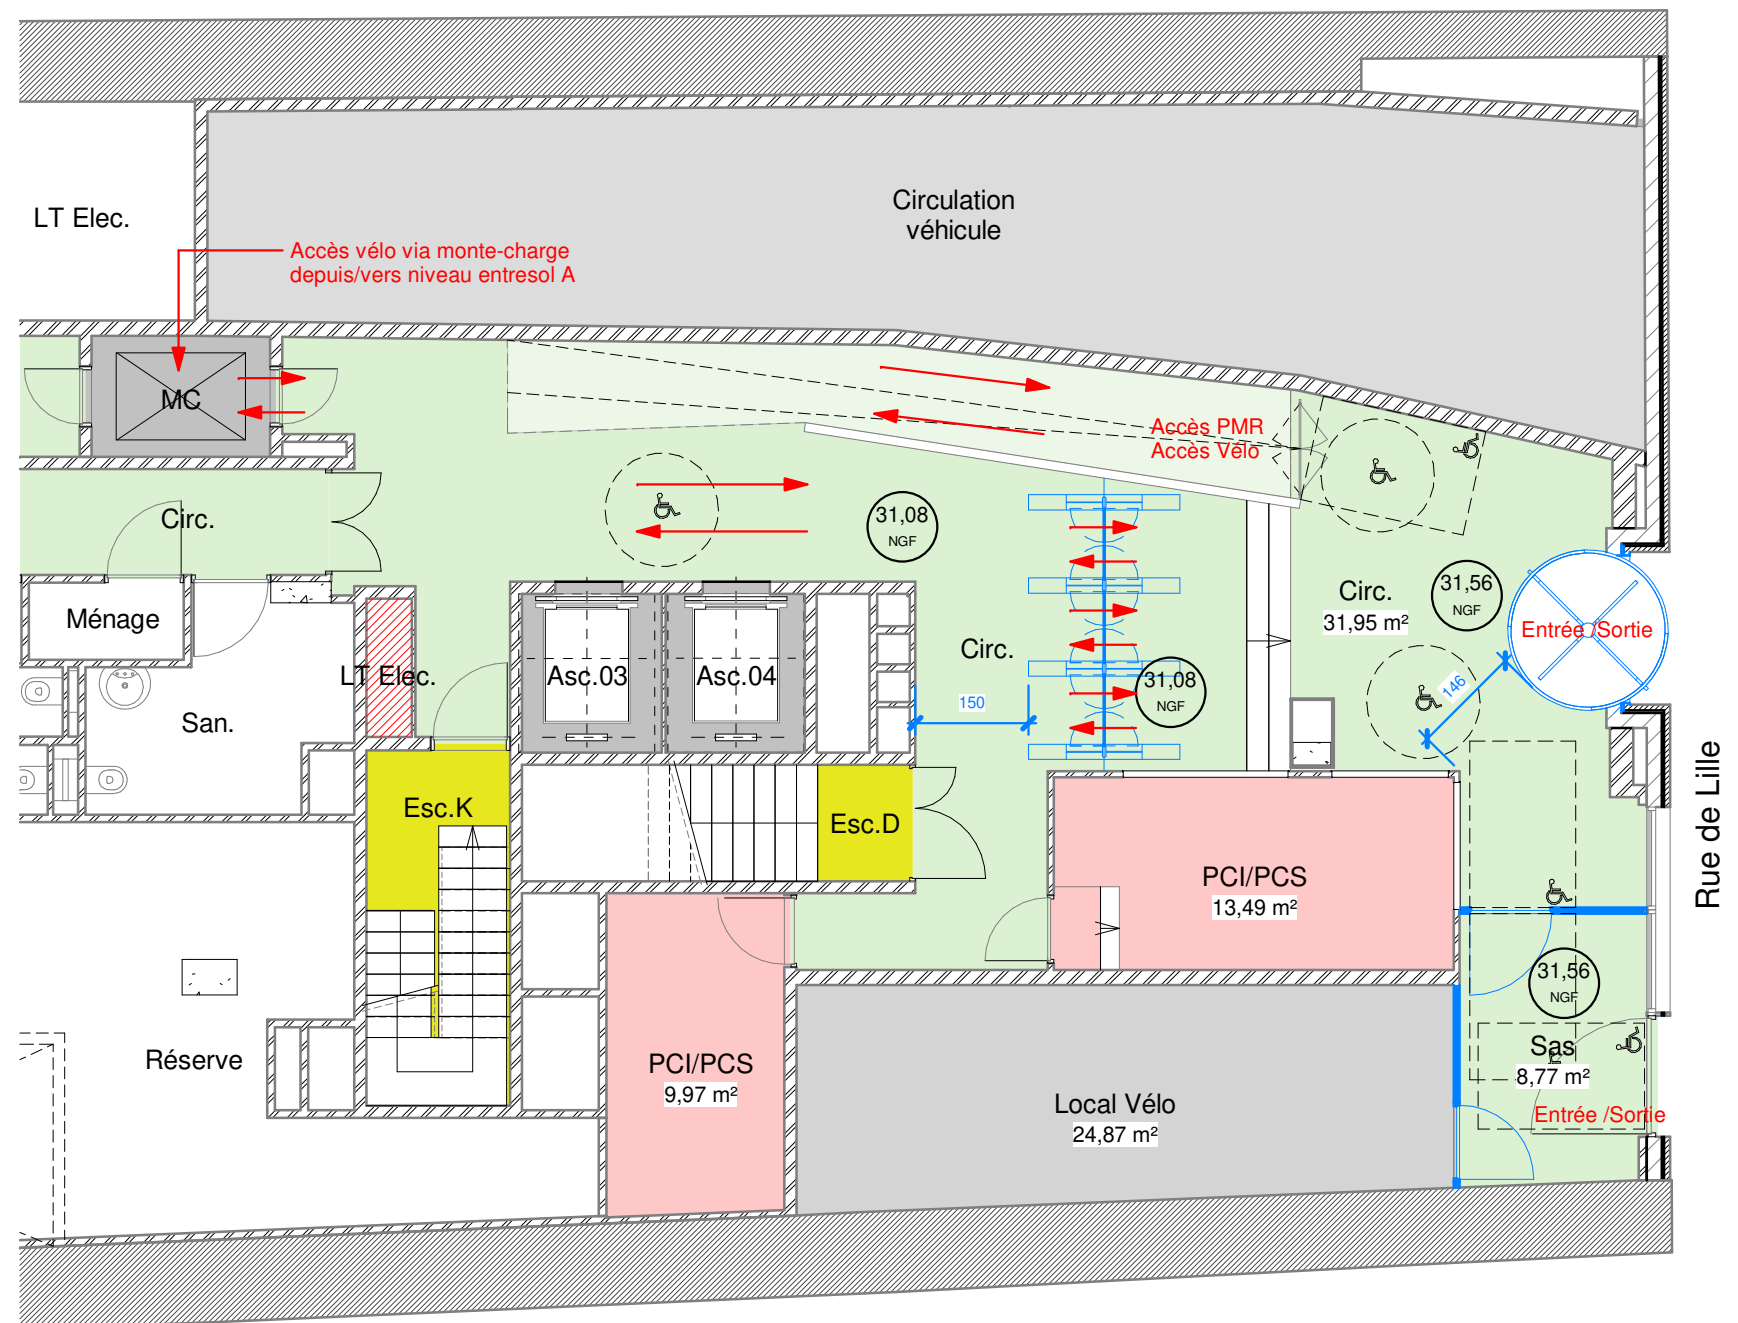 Circulation
véhicule
LT Elec.
Accès vélo via monte-charge
depuis/vers niveau entresol A
MC
Accès PMR
Accès Vélo
Circ.
31,08
NGF
Circ.
31,95 m²
31,56
NGF
Entrée /Sortie
Ménage
Circ.
LT Elec.
Asc.03
Asc.04
31,08
NGF
150
146
San.
Rue de Lille
Esc.K
Esc.D
PCI/PCS
13,49 m²
31,56
NGF
Sas
8,77 m²
Réserve
PCI/PCS
9,97 m²
Local Vélo
24,87 m²
Entrée /Sortie